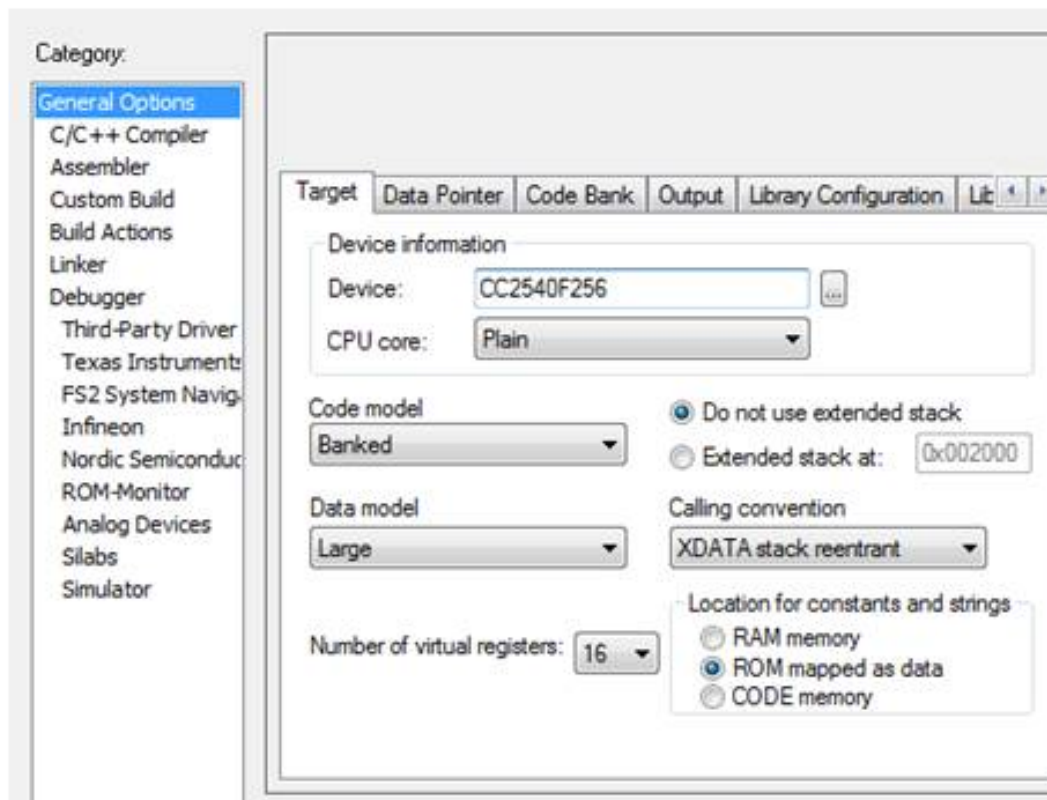 Category:
General Options
C/C++ Compiler
Assembler
Custom Build
Build Actions
Linker
Debugger
Third-Party Driver
Texas Instruments
FS2 System Navig
Infineon
Nordic Semiconduc
ROM-Monitor
Analog Devices
Silabs
Simulator
Target Data Pointer Code Bank Output Library Configuration Lib
Device information
Device: CC2540F256 ...
CPU core: Plain
Code model
Banked
Do not use extended stack
Extended stack at: 0x002000
Data model
Large
Calling convention
XDATA stack reentrant
Number of virtual registers: 16
Location for constants and strings
RAM memory
ROM mapped as data
CODE memory